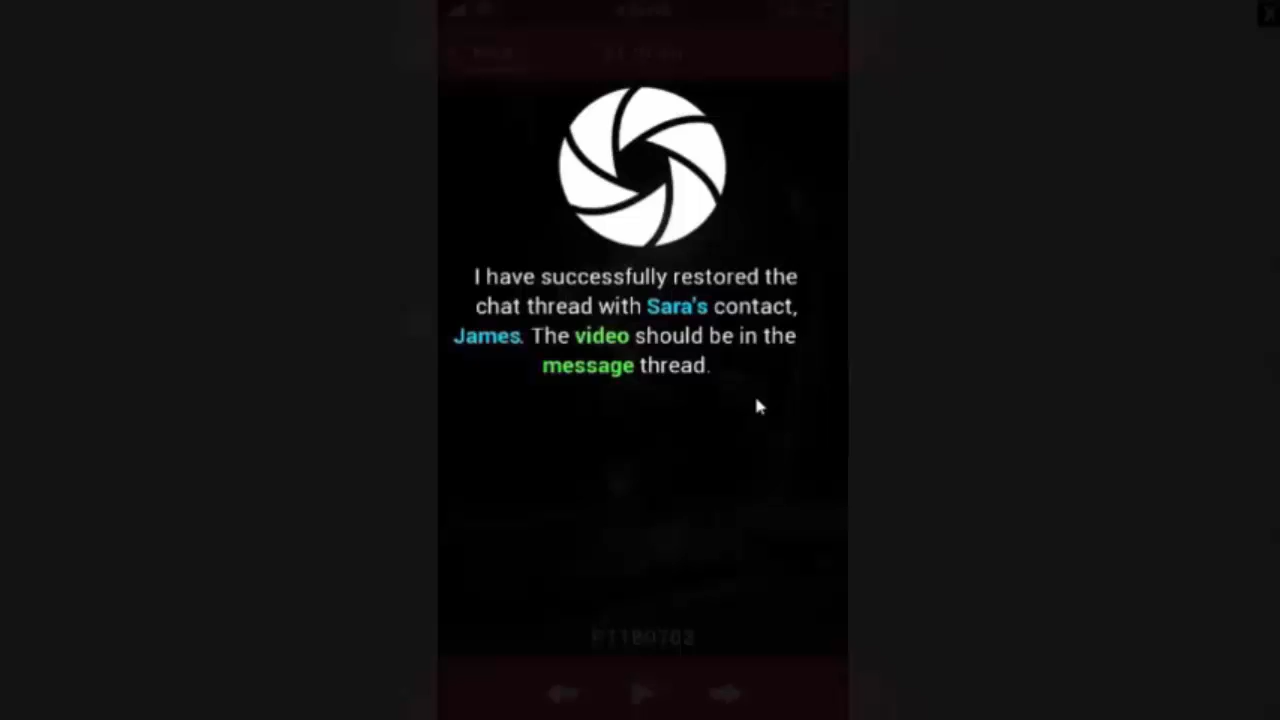 I have successfully restored the
chat thread with Sara's contact,
James. The video should be in the
message thread.